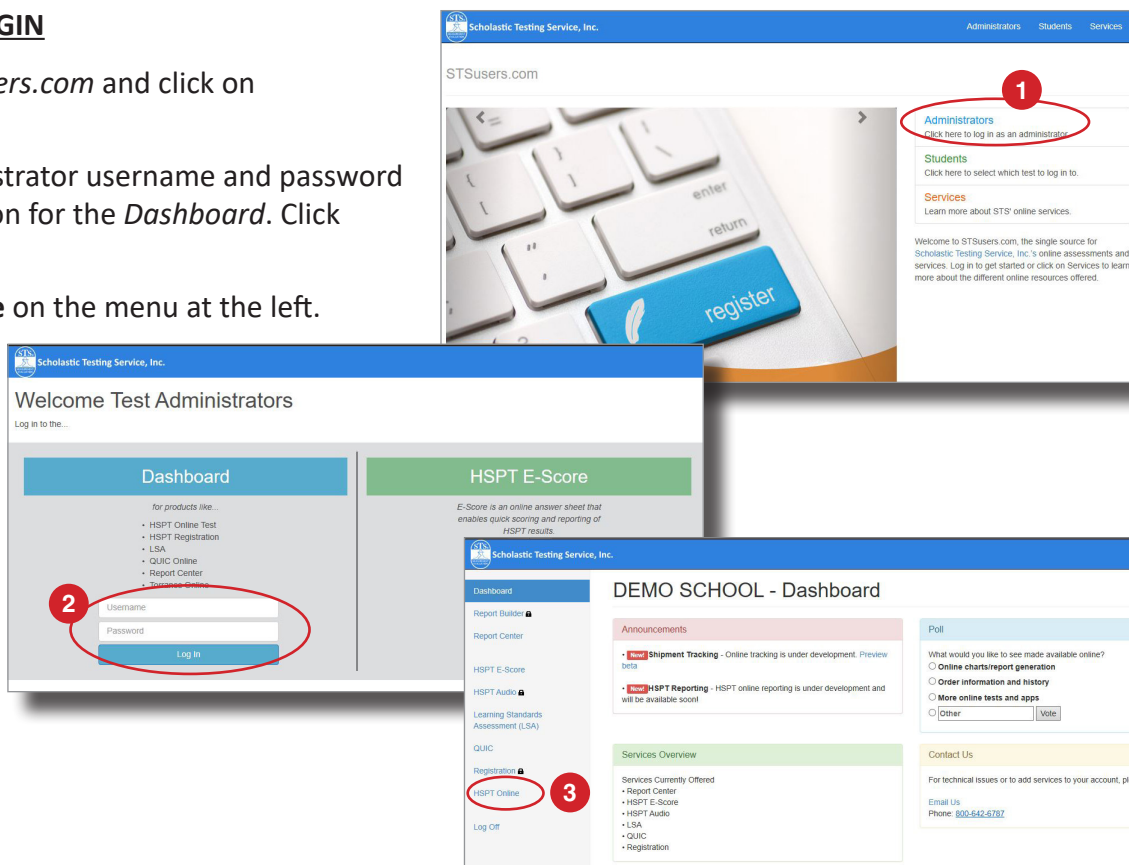 GIN
ers.com and click on
strator username and password
on for the Dashboard. Click
e on the menu at the left.
STS
Scholastic Testing Service, Inc.
Administrators Students Services
STSusers.com
1
Administrators
Click here to log in as an administrator.
Students
Click here to select which test to log in to.
Services
Learn more about STS' online services.
Welcome to STSusers.com, the single source for
Scholastic Testing Service, Inc.'s online assessments and
services. Log in to get started or click on Services to learn
more about the different online resources offered.
enter
return
register
STS
Scholastic Testing Service, Inc.
Welcome Test Administrators
Log in to the...
Dashboard
for products like...
• HSPT Online Test
• HSPT Registration
• LSA
• QUIC Online
• Report Center
• Torrance Online
2
Username
Password
Log In
HSPT E-Score
E-Score is an online answer sheet that
enables quick scoring and reporting of
HSPT results.
STS
Scholastic Testing Service, Inc.
Dashboard
Report Builder
Report Center
HSPT E-Score
HSPT Audio
Learning Standards
Assessment (LSA)
QUIC
Registration
HSPT Online
3
Log Off
DEMO SCHOOL - Dashboard
Announcements
• New! Shipment Tracking - Online tracking is under development. Preview
beta
• New! HSPT Reporting - HSPT online reporting is under development and
will be available soon!
Poll
What would you like to see made available online?
Online charts/report generation
Order information and history
More online tests and apps
Other Vote
Services Overview
Services Currently Offered
• Report Center
• HSPT E-Score
• HSPT Audio
• LSA
• QUIC
• Registration
Contact Us
For technical issues or to add services to your account, pl
Email Us
Phone: 800-642-6787